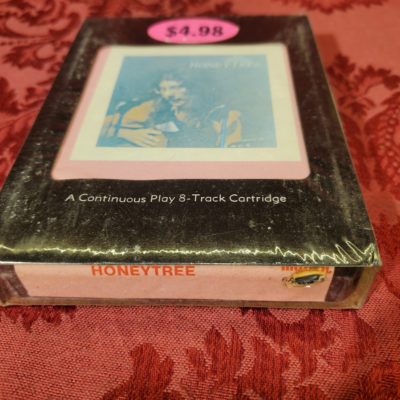 $4.98
HONEYTREE
A Continuous Play 8-Track Cartridge
HONEYTREE